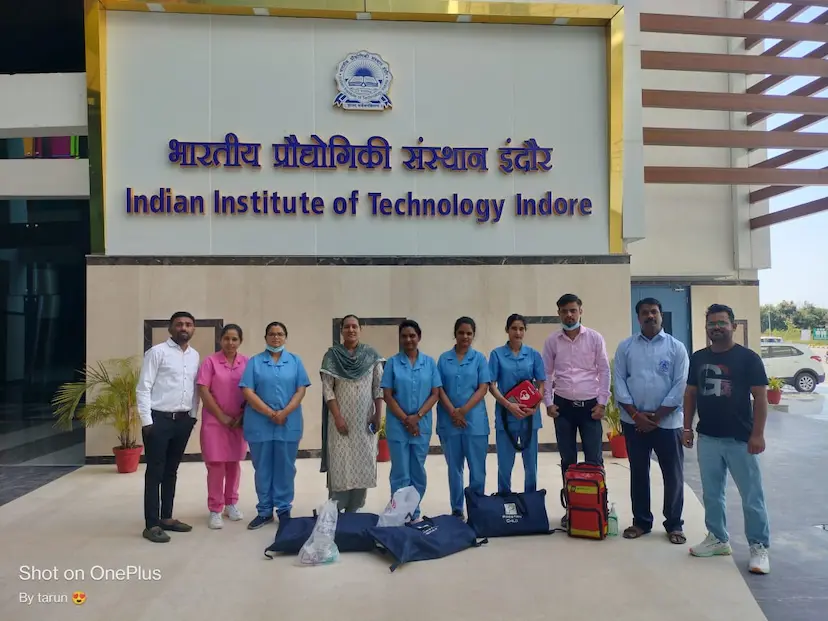 भारतीय प्रौद्योगिकी संस्थान इंदौर
Indian Institute of Technology Indore
G
Shot on OnePlus
By tarun 😍